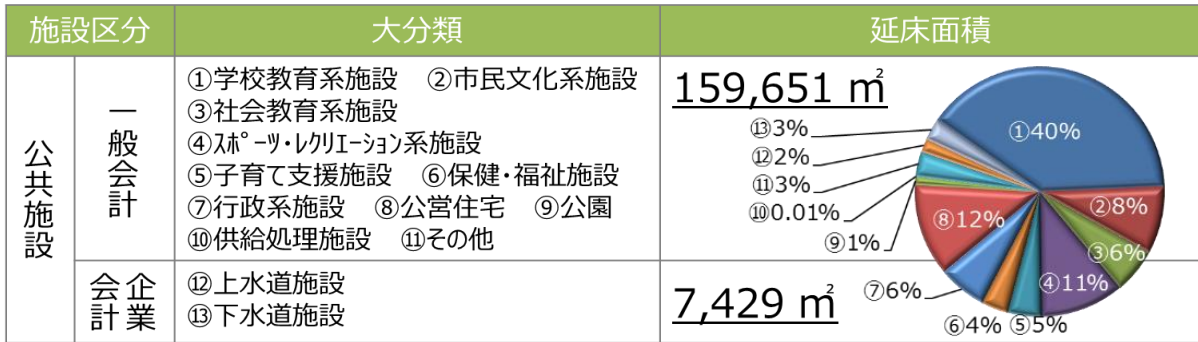 施設区分 大分類 延床面積
公共施設
一般会計
①学校教育系施設 ②市民文化系施設
③社会教育系施設
④ｽﾎﾟｰﾂ･ﾚｸﾘｴｰｼｮﾝ系施設
⑤子育て支援施設 ⑥保健・福祉施設
⑦行政系施設 ⑧公営住宅 ⑨公園
⑩供給処理施設 ⑪その他
159,651 ㎡
企業会計
⑫上水道施設
⑬下水道施設
7,429 ㎡
①40%
②8%
③6%
④11%
⑤5%
⑥4%
⑦6%
⑧12%
⑨1%
⑩0.01%
⑪3%
⑫2%
⑬3%